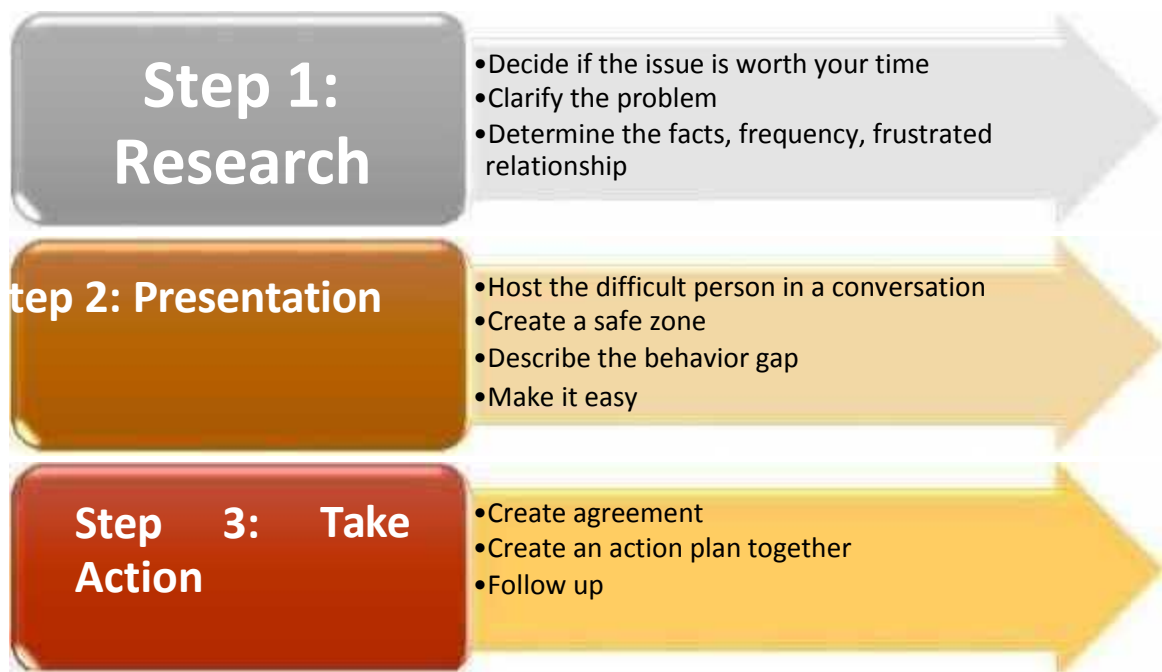 Step 1:
Research
•Decide if the issue is worth your time
•Clarify the problem
•Determine the facts, frequency, frustrated
relationship
tep 2: Presentation
•Host the difficult person in a conversation
•Create a safe zone
•Describe the behavior gap
•Make it easy
Step 3: Take
Action
•Create agreement
•Create an action plan together
•Follow up